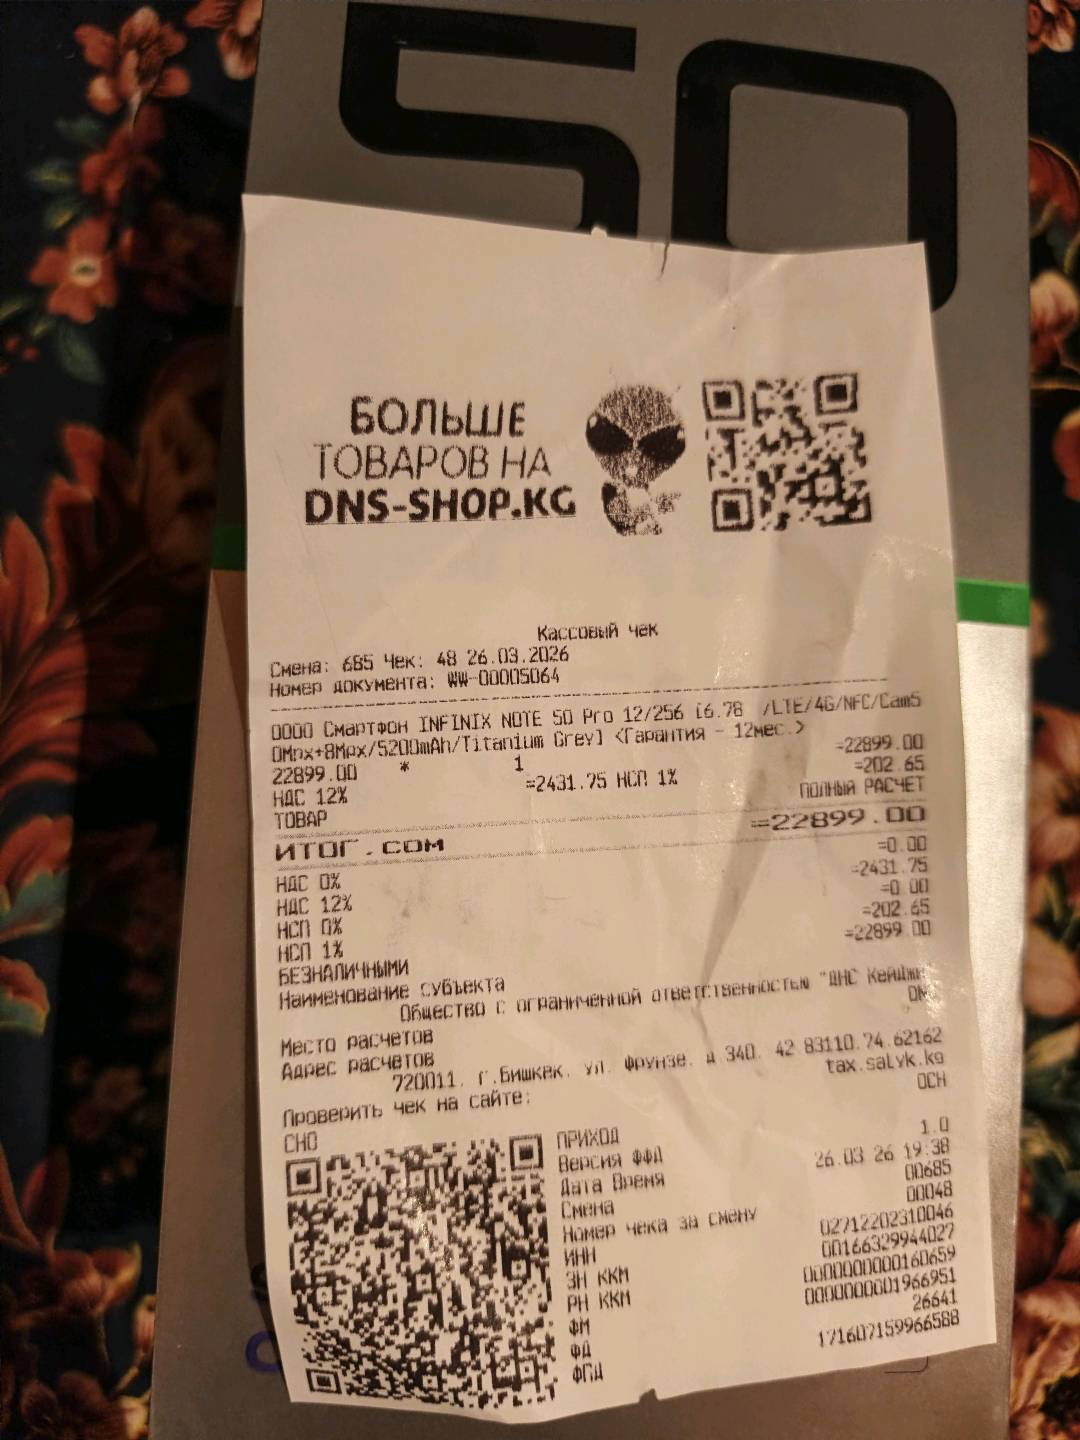 50
БОЛЬШЕ
ТОВАРОВ НА
DNS-SHOP.KG
Кассовый чек
Смена: 685 Чек: 48 26.03.2026
Номер документа: WW-00005064
0000 Смартфон INFINIX NOTE 50 Pro 12/256 [6.78 /LTE/4G/NFC/Cam5
0Mpx+8Mpx/5200mAh/Titanium Grey] <Гарантия - 12мес.>
22899.00 * 1 =22899.00
НДС 12% =2431.75 НСП 1% =202.65
ТОВАР ПОЛНЫЙ РАСЧЕТ
ИТОГ.СОМ =22899.00
НДС 0% =0.00
НДС 12% =2431.75
НСП 0% =0.00
НСП 1% =202.65
БЕЗНАЛИЧНЫМИ =22899.00
Наименование субъекта
Общество с ограниченной ответственностью "ДНС Кейджи
Место расчетов
Адрес расчетов
720011, г.Бишкек, ул. Фрунзе, д.340, 42 83110,74.62162
Проверить чек на сайте: tax.salyk.kg
СНО ОСН
ПРИХОД
Версия ФФД 1.0
Дата Время 26.03.26 19:38
Смена 00685
Номер чека за смену 00048
ИНН 02712202310046
ЗН ККМ 00166329944027
РН ККМ 0000000000160659
ФМ 0000000001966951
ФД 26641
ФПД 171607159966588